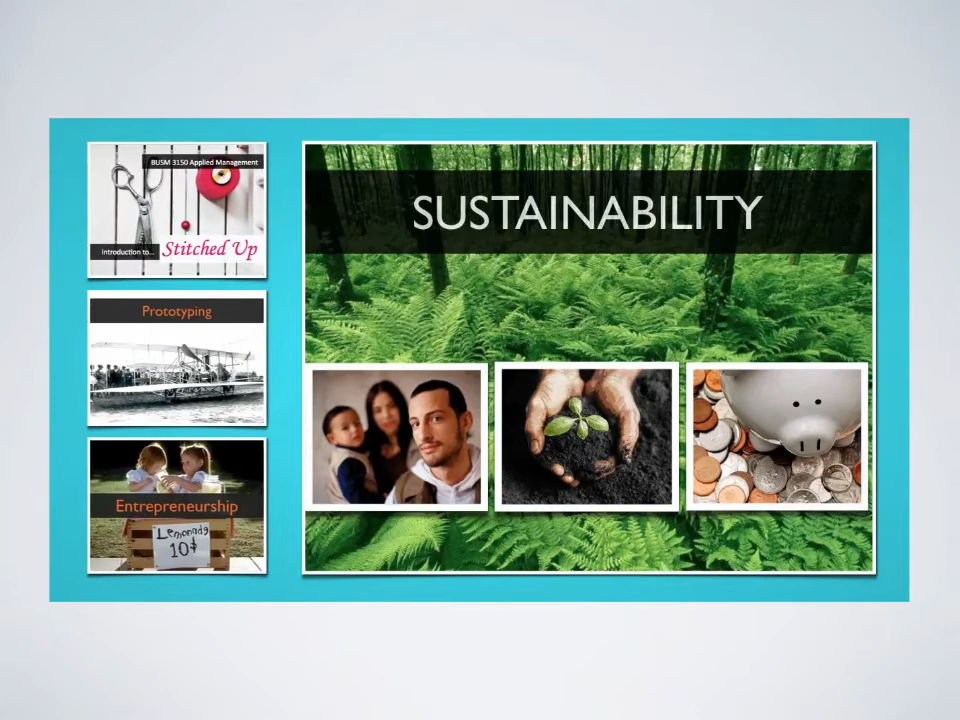 BUSM 3150 Applied Management
introduction to...
Stitched Up
Prototyping
Entrepreneurship
Lemonade
10¢
SUSTAINABILITY